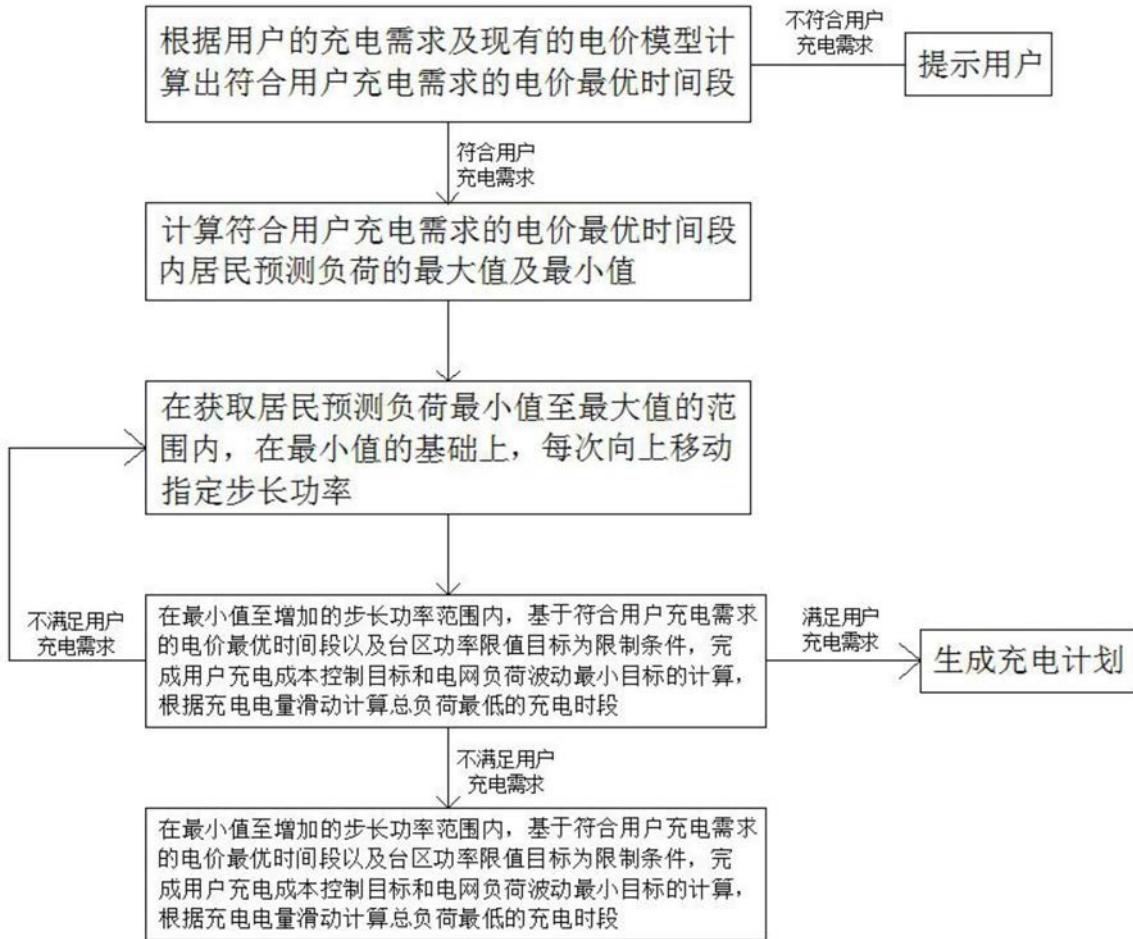 根据用户的充电需求及现有的电价模型计
算出符合用户充电需求的电价最优时间段
不符合用户
充电需求
提示用户
符合用户
充电需求
计算符合用户充电需求的电价最优时间段
内居民预测负荷的最大值及最小值
在获取居民预测负荷最小值至最大值的范
围内，在最小值的基础上，每次向上移动
指定步长功率
不满足用户
充电需求
在最小值至增加的步长功率范围内，基于符合用户充电需求
的电价最优时间段以及台区功率限值目标为限制条件，完
成用户充电成本控制目标和电网负荷波动最小目标的计算，
根据充电电量滑动计算总负荷最低的充电时段
满足用户
充电需求
生成充电计划
不满足用户
充电需求
在最小值至增加的步长功率范围内，基于符合用户充电需求
的电价最优时间段以及台区功率限值目标为限制条件，完
成用户充电成本控制目标和电网负荷波动最小目标的计算，
根据充电电量滑动计算总负荷最低的充电时段